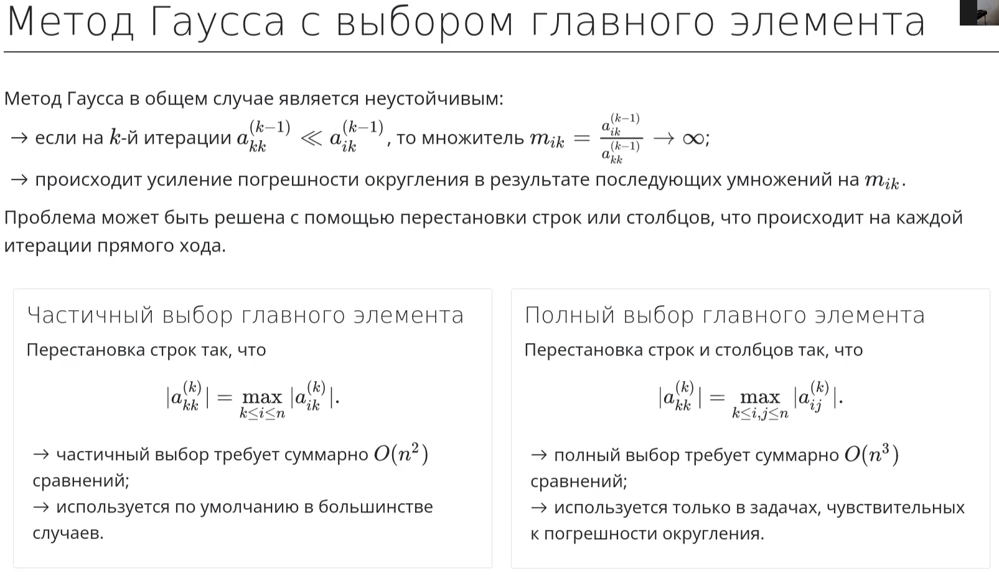 Метод Гаусса с выбором главного элемента
Метод Гаусса в общем случае является неустойчивым:
→ если на $k$-й итерации $a_{kk}^{(k-1)} \ll a_{ik}^{(k-1)}$, то множитель $m_{ik} = \frac{a_{ik}^{(k-1)}}{a_{kk}^{(k-1)}} \to \infty$;
→ происходит усиление погрешности округления в результате последующих умножений на $m_{ik}$.
Проблема может быть решена с помощью перестановки строк или столбцов, что происходит на каждой
итерации прямого хода.
Частичный выбор главного элемента
Перестановка строк так, что
$|a_{kk}^{(k)}| = \max_{k \le i \le n} |a_{ik}^{(k)}|.$
→ частичный выбор требует суммарно $O(n^2)$
сравнений;
→ используется по умолчанию в большинстве
случаев.
Полный выбор главного элемента
Перестановка строк и столбцов так, что
$|a_{kk}^{(k)}| = \max_{k \le i,j \le n} |a_{ij}^{(k)}|.$
→ полный выбор требует суммарно $O(n^3)$
сравнений;
→ используется только в задачах, чувствительных
к погрешности округления.